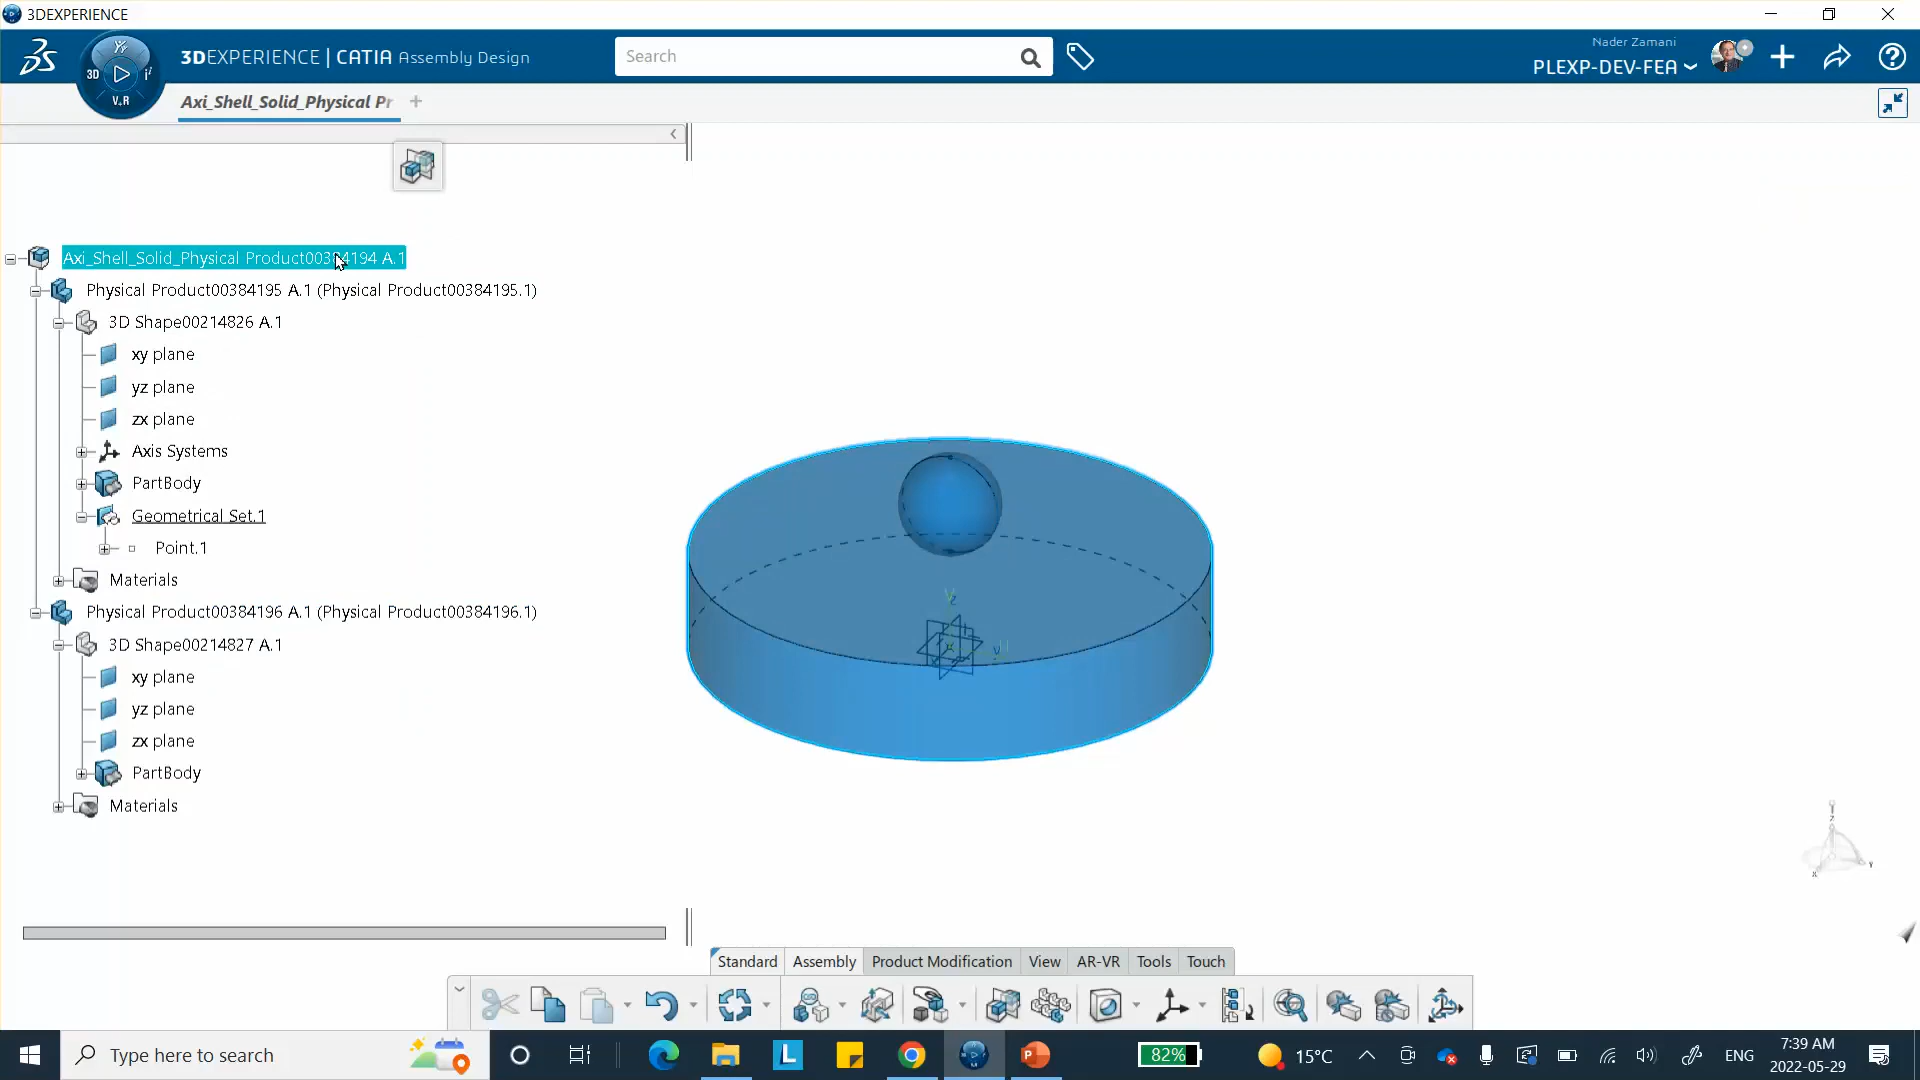 3DEXPERIENCE
3DEXPERIENCE | CATIA Assembly Design
Search
Nader Zamani
PLEXP-DEV-FEA
3D
V.R
Axi_Shell_Solid_Physical Pr
Axi_Shell_Solid_Physical Product00384194 A.1
Physical Product00384195 A.1 (Physical Product00384195.1)
3D Shape00214826 A.1
xy plane
yz plane
zx plane
Axis Systems
PartBody
Geometrical Set.1
Point.1
Materials
Physical Product00384196 A.1 (Physical Product00384196.1)
3D Shape00214827 A.1
xy plane
yz plane
zx plane
PartBody
Materials
Standard
Assembly
Product Modification
View
AR-VR
Tools
Touch
Type here to search
82%
15°C
ENG
7:39 AM
2022-05-29